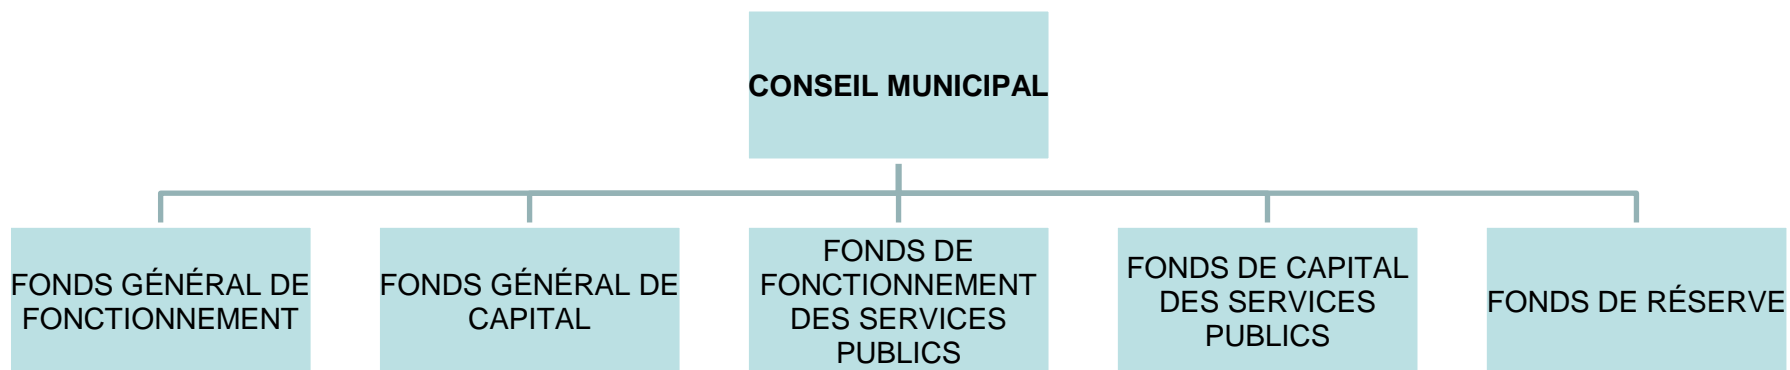 CONSEIL MUNICIPAL
FONDS GÉNÉRAL DE
FONCTIONNEMENT
FONDS GÉNÉRAL DE
CAPITAL
FONDS DE
FONCTIONNEMENT
DES SERVICES
PUBLICS
FONDS DE CAPITAL
DES SERVICES
PUBLICS
FONDS DE RÉSERVE